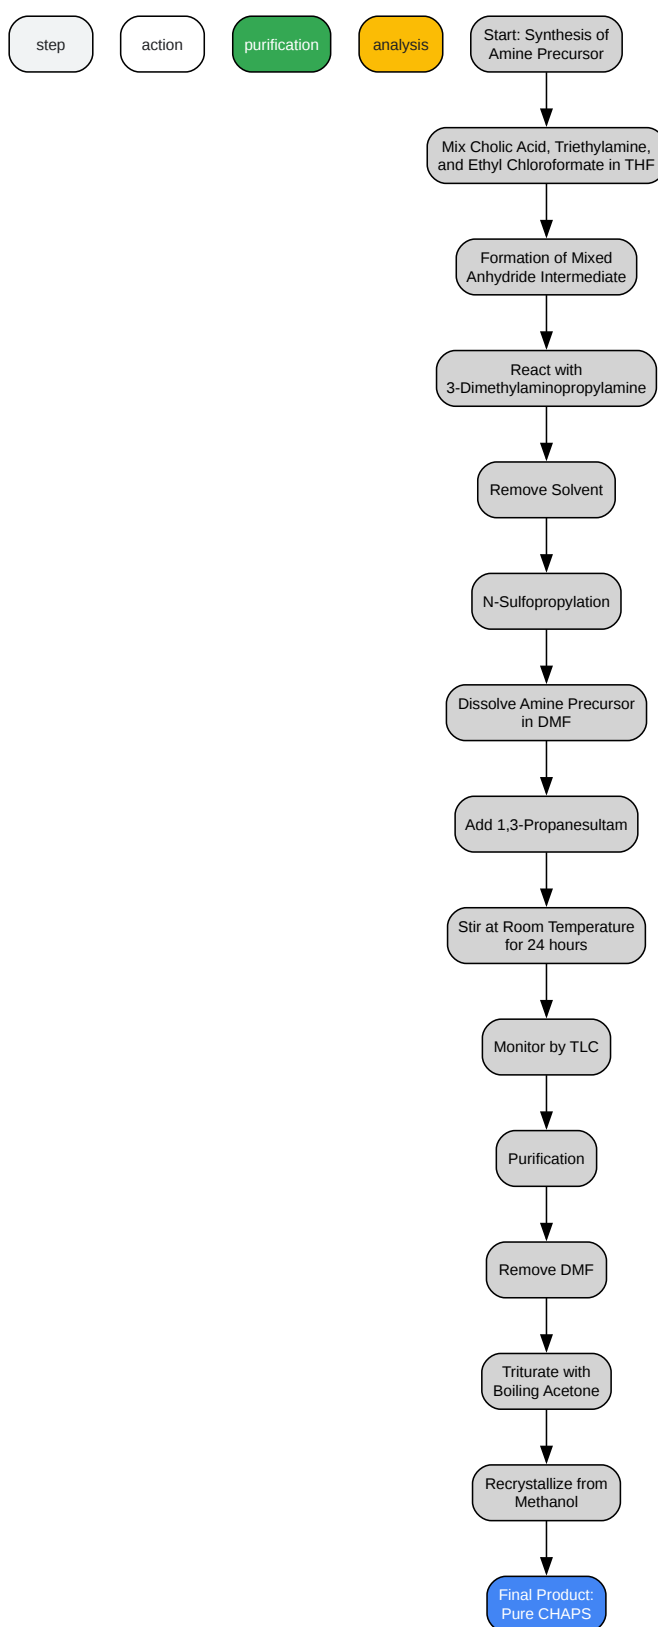 step
action
purification
analysis
Start: Synthesis of
Amine Precursor
Mix Cholic Acid, Triethylamine,
and Ethyl Chloroformate in THF
Formation of Mixed
Anhydride Intermediate
React with
3-Dimethylaminopropylamine
Remove Solvent
N-Sulfopropylation
Dissolve Amine Precursor
in DMF
Add 1,3-Propanesultam
Stir at Room Temperature
for 24 hours
Monitor by TLC
Purification
Remove DMF
Triturate with
Boiling Acetone
Recrystallize from
Methanol
Final Product:
Pure CHAPS